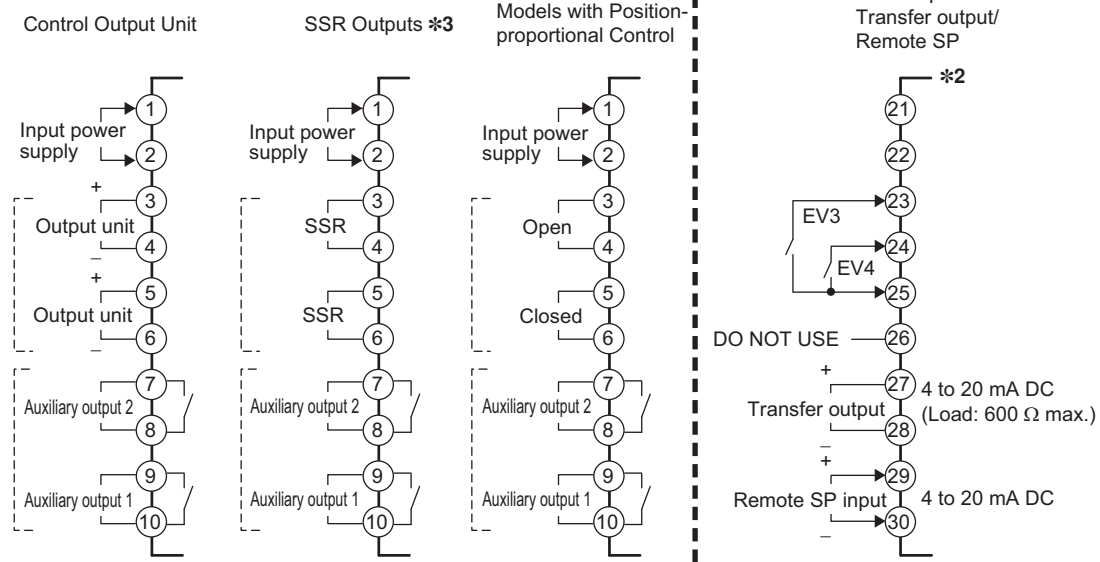 Control Output Unit
SSR Outputs *3
Models with Position-
proportional Control
Transfer output/
Remote SP
*2
1
Input power
supply
2
+
3
Output unit
4
–
+
5
Output unit
6
–
7
Auxiliary output 2
8
9
Auxiliary output 1
10
1
Input power
supply
2
3
SSR
4
5
SSR
6
7
Auxiliary output 2
8
9
Auxiliary output 1
10
1
Input power
supply
2
3
Open
4
5
Closed
6
7
Auxiliary output 2
8
9
Auxiliary output 1
10
21
22
23
EV3
24
EV4
25
DO NOT USE
26
+
27
4 to 20 mA DC
Transfer output
(Load: 600 Ω max.)
28
–
+
29
Remote SP input
4 to 20 mA DC
30
–